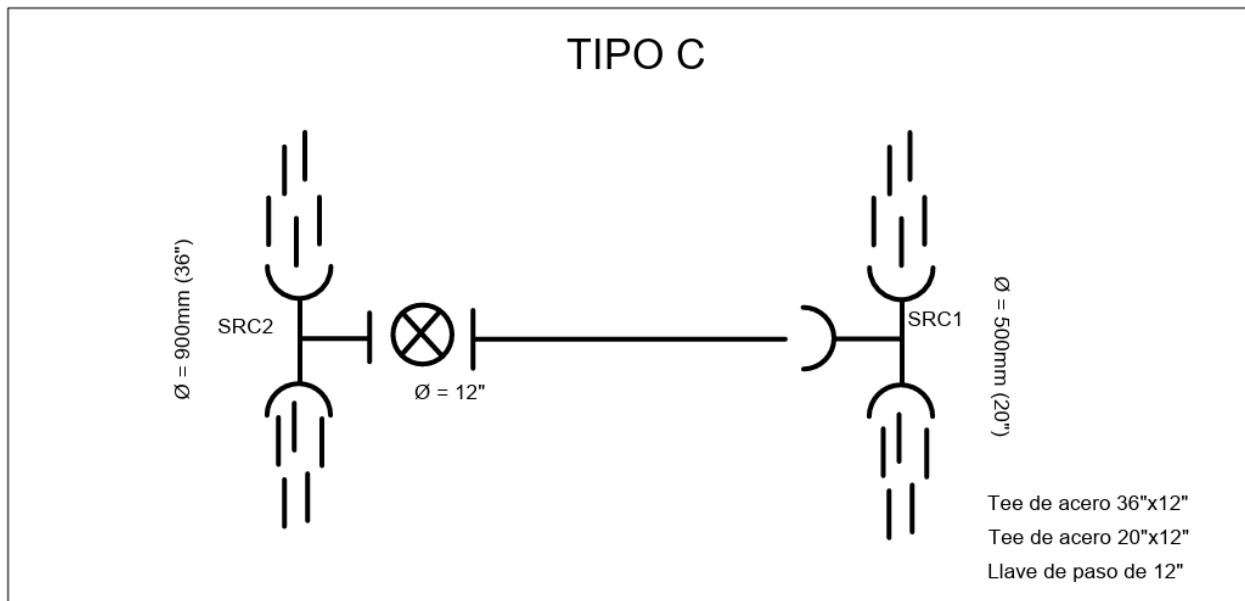 TIPO C
Ø = 900mm (36")
SRC2
Ø = 12"
SRC1
Ø = 500mm (20")
Tee de acero 36"x12"
Tee de acero 20"x12"
Llave de paso de 12"